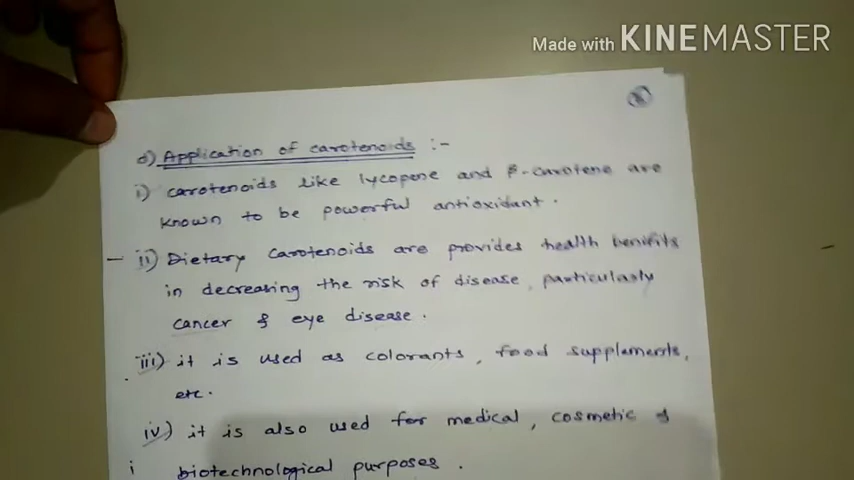 Made with KINEMASTER
d) Application of carotenoids :-
i) carotenoids like lycopene and β-carotene are
known to be powerful antioxidant.
ii) Dietary carotenoids are provides health benifits
in decreasing the risk of disease, particularly
cancer & eye disease.
iii) it is used as colorants, food supplements,
etc.
iv) it is also used for medical, cosmetic &
biotechnological purposes.